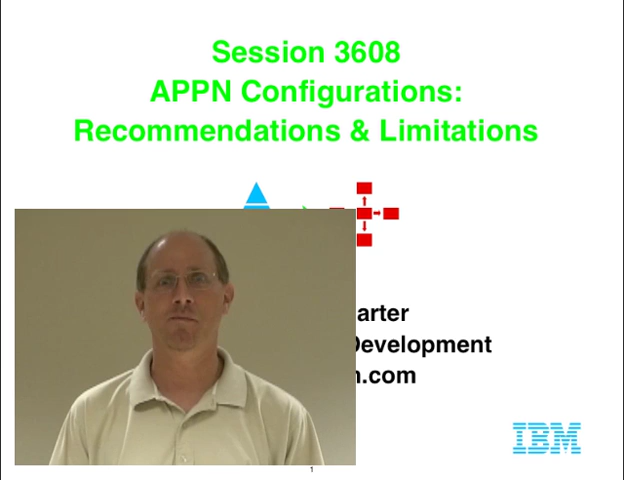 Session 3608
APPN Configurations:
Recommendations & Limitations
arter
Development
.com
IBM
1